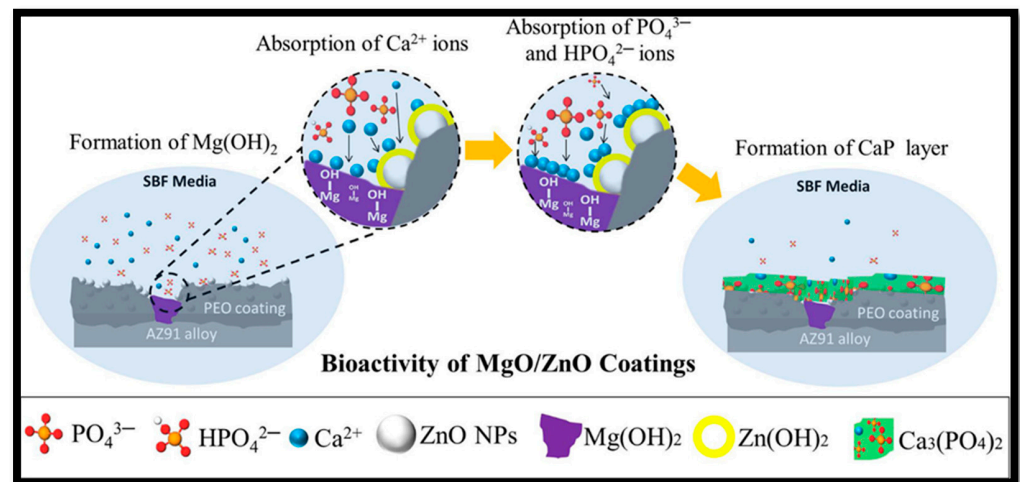 Absorption of Ca²⁺ ions
Absorption of PO₄³⁻
and HPO₄²⁻ ions
Formation of Mg(OH)₂
Formation of CaP layer
SBF Media
OH
Mg
OH
Mg
OH
Mg
OH
Mg
OH
Mg
OH
Mg
SBF Media
PEO coating
AZ91 alloy
PEO coating
AZ91 alloy
Bioactivity of MgO/ZnO Coatings
PO₄³⁻
HPO₄²⁻
Ca²⁺
ZnO NPs
Mg(OH)₂
Zn(OH)₂
Ca₃(PO₄)₂